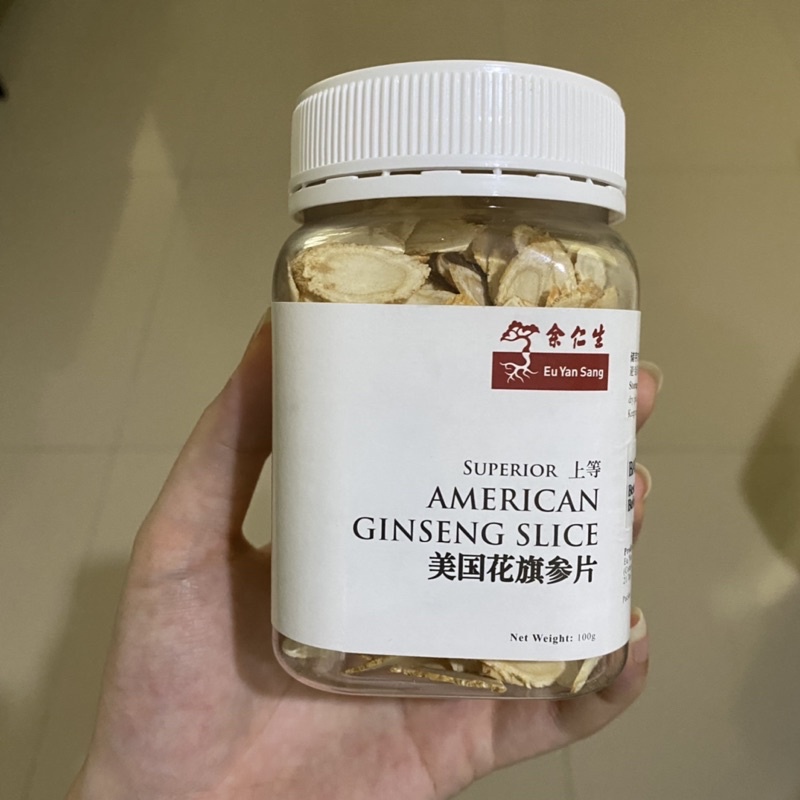 余仁生
Eu Yan Sang
SUPERIOR 上等
AMERICAN
GINSENG SLICE
美国花旗参片
Net Weight: 100g